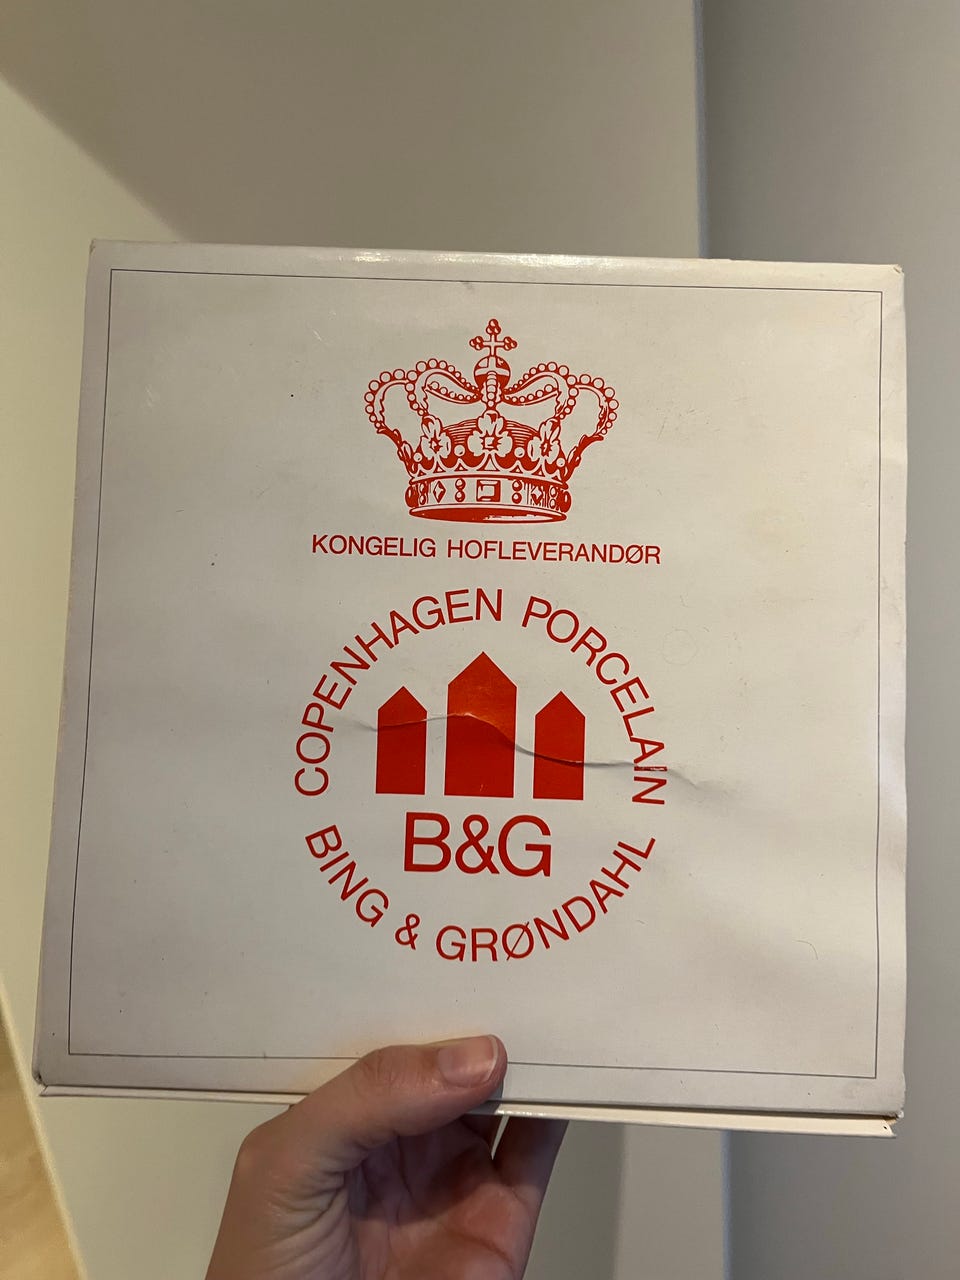 KONGELIG HOFLEVERANDØR
COPENHAGEN PORCELAIN
B&G
BING & GRØNDAHL